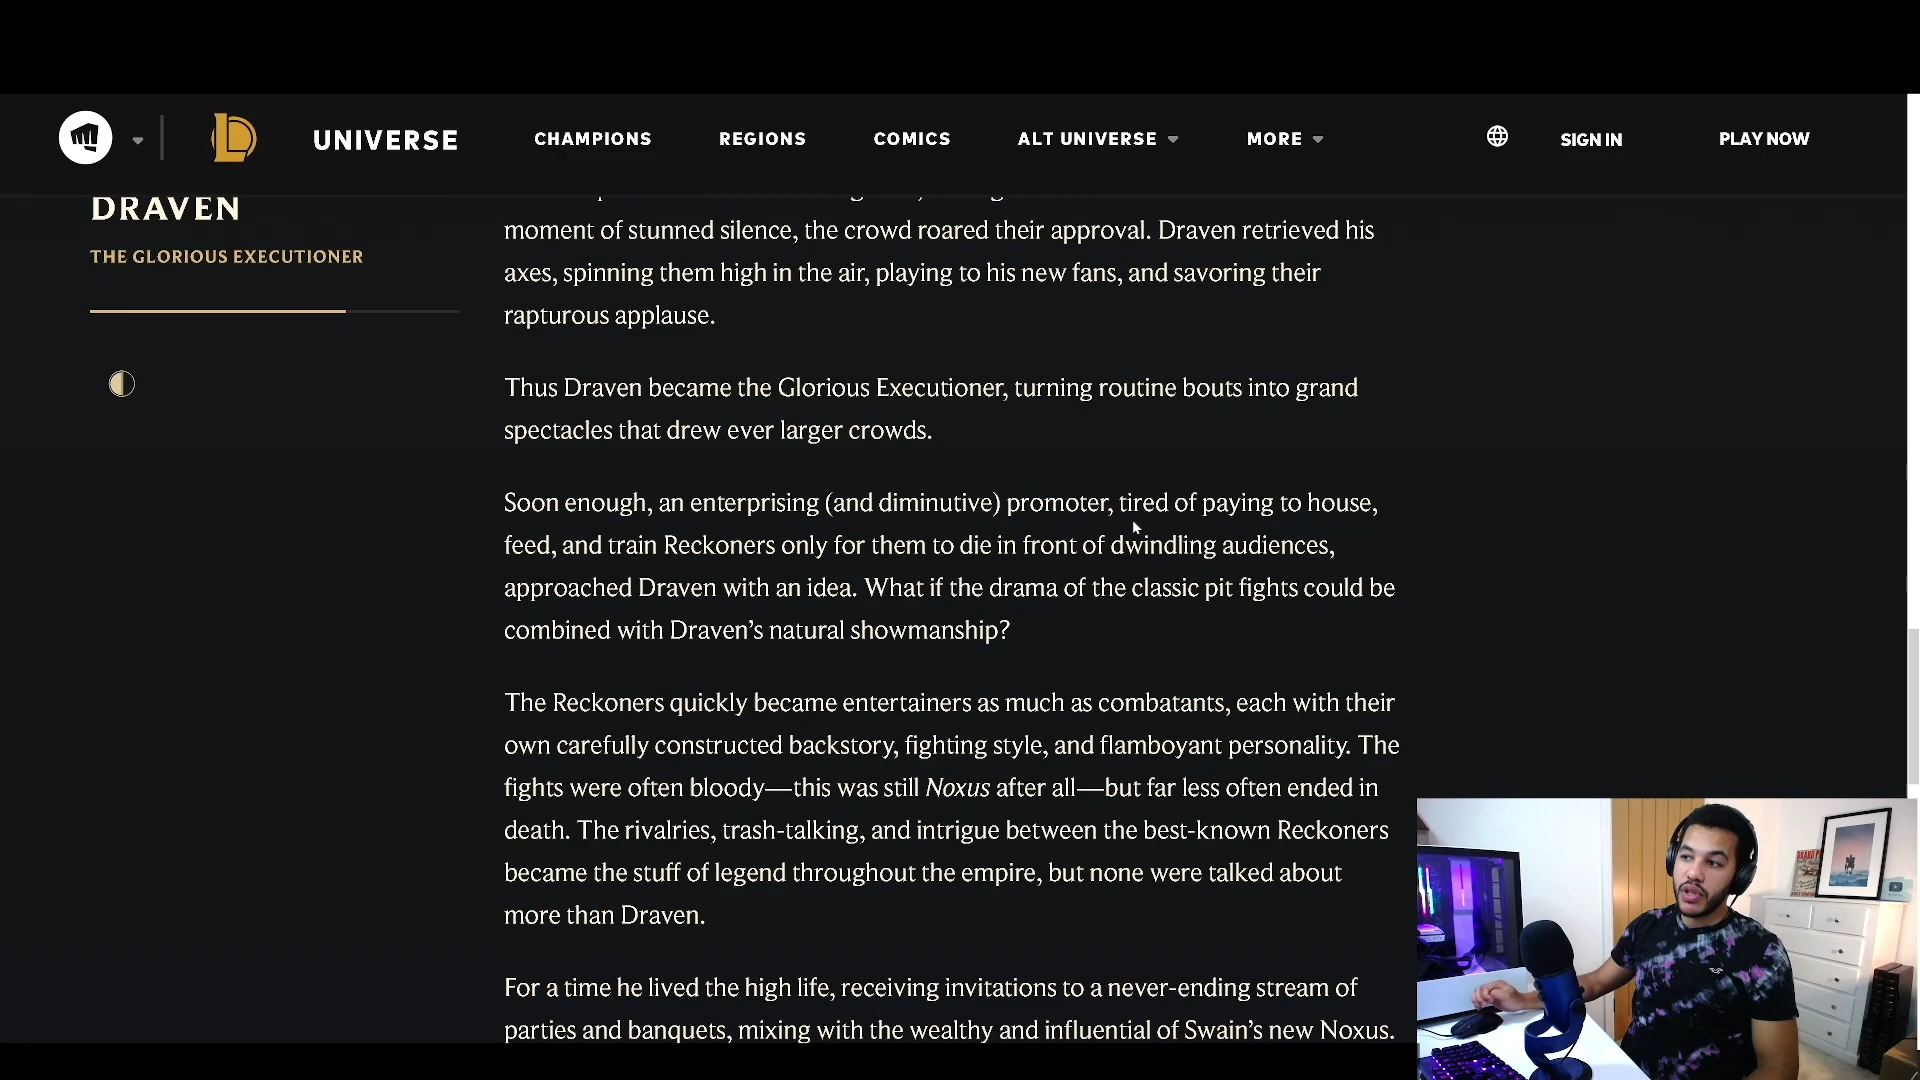 UNIVERSE
CHAMPIONS
REGIONS
COMICS
ALT UNIVERSE
MORE
SIGN IN
PLAY NOW
DRAVEN
THE GLORIOUS EXECUTIONER
moment of stunned silence, the crowd roared their approval. Draven retrieved his
axes, spinning them high in the air, playing to his new fans, and savoring their
rapturous applause.
Thus Draven became the Glorious Executioner, turning routine bouts into grand
spectacles that drew ever larger crowds.
Soon enough, an enterprising (and diminutive) promoter, tired of paying to house,
feed, and train Reckoners only for them to die in front of dwindling audiences,
approached Draven with an idea. What if the drama of the classic pit fights could be
combined with Draven's natural showmanship?
The Reckoners quickly became entertainers as much as combatants, each with their
own carefully constructed backstory, fighting style, and flamboyant personality. The
fights were often bloody—this was still Noxus after all—but far less often ended in
death. The rivalries, trash-talking, and intrigue between the best-known Reckoners
became the stuff of legend throughout the empire, but none were talked about
more than Draven.
For a time he lived the high life, receiving invitations to a never-ending stream of
parties and banquets, mixing with the wealthy and influential of Swain's new Noxus.